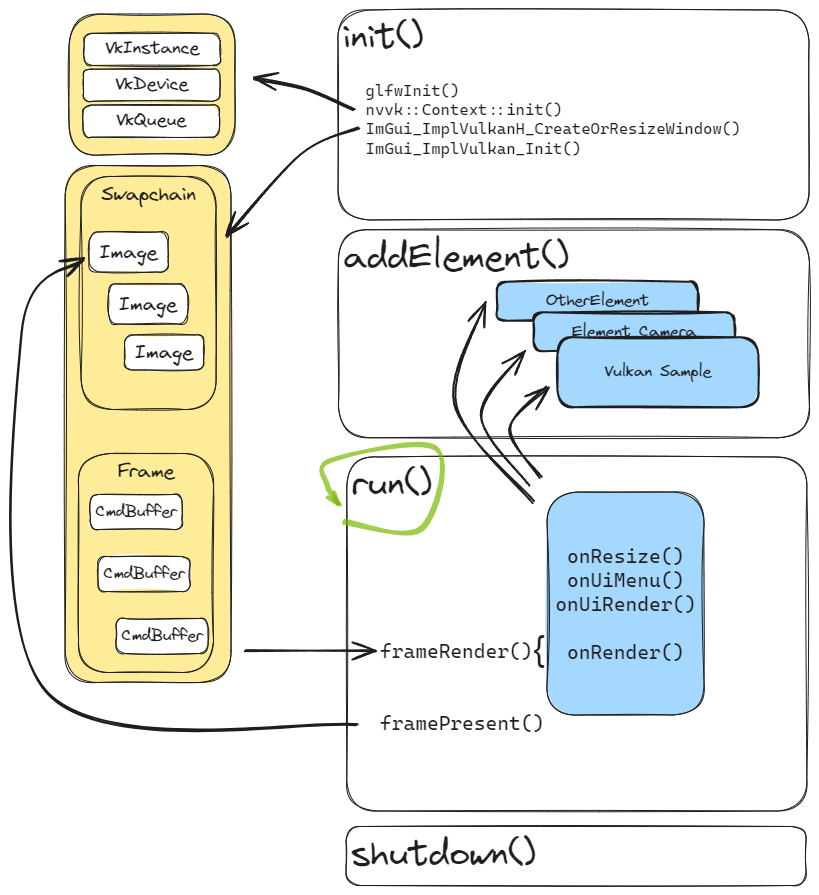 VkInstance
VkDevice
VkQueue
Swapchain
Image
Image
Image
Frame
CmdBuffer
CmdBuffer
CmdBuffer
init()
glfwInit()
nvvk::Context::init()
ImGui_ImplVulkanH_CreateOrResizeWindow()
ImGui_ImplVulkan_Init()
addElement()
OtherElement
Element Camera
Vulkan Sample
run()
onResize()
onUiMenu()
onUiRender()
frameRender(){ onRender()
framePresent()
shutdown()